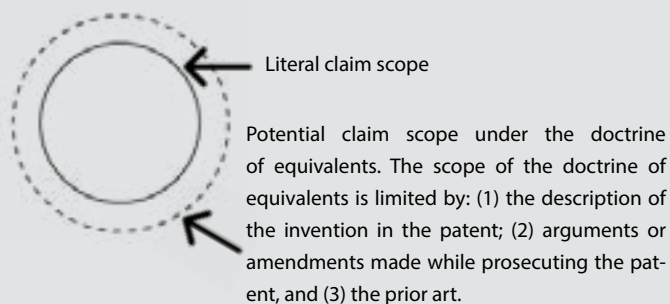 Literal claim scope
Potential claim scope under the doctrine
of equivalents. The scope of the doctrine of
equivalents is limited by: (1) the description of
the invention in the patent; (2) arguments or
amendments made while prosecuting the pat-
ent, and (3) the prior art.